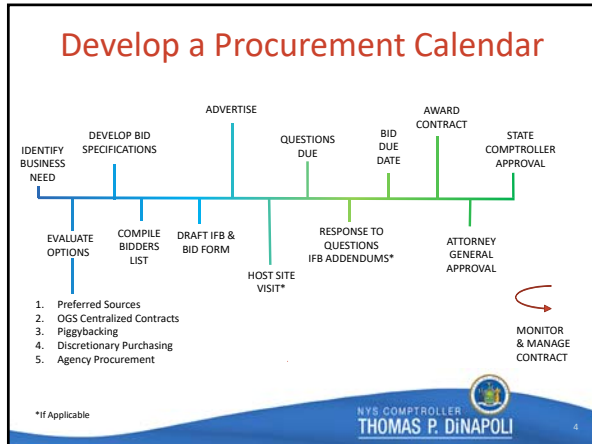 Develop a Procurement Calendar
IDENTIFY
BUSINESS
NEED
EVALUATE
OPTIONS
1. Preferred Sources
2. OGS Centralized Contracts
3. Piggybacking
4. Discretionary Purchasing
5. Agency Procurement
DEVELOP BID
SPECIFICATIONS
COMPILE
BIDDERS
LIST
DRAFT IFB &
BID FORM
ADVERTISE
HOST SITE
VISIT*
QUESTIONS
DUE
RESPONSE TO
QUESTIONS
IFB ADDENDUMS*
BID
DUE
DATE
AWARD
CONTRACT
ATTORNEY
GENERAL
APPROVAL
STATE
COMPTROLLER
APPROVAL
MONITOR
& MANAGE
CONTRACT
*If Applicable
NYS COMPTROLLER
THOMAS P. DiNAPOLI
4